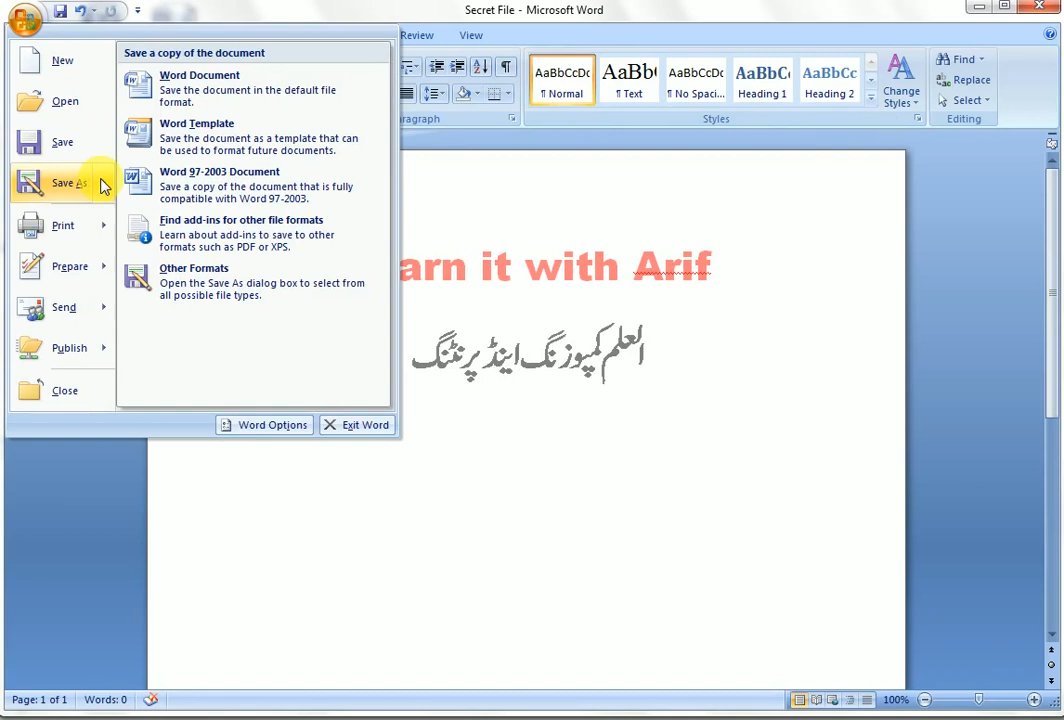 Secret File - Microsoft Word
Review View
New
Open
Save
Save As
Print
Prepare
Send
Publish
Close
Save a copy of the document
Word Document
Save the document in the default file
format.
Word Template
Save the document as a template that can
be used to format future documents.
Word 97-2003 Document
Save a copy of the document that is fully
compatible with Word 97-2003.
Find add-ins for other file formats
Learn about add-ins to save to other
formats such as PDF or XPS.
Other Formats
Open the Save As dialog box to select from
all possible file types.
Word Options Exit Word
aragraph
AaBbCcDc AaBb( AaBbCcDc AaBbC AaBbCc
¶ Normal ¶ Text ¶ No Spaci... Heading 1 Heading 2
Change
Styles
Styles
Find
Replace
Select
Editing
arn it with Arif
العلم کمپوزنگ اینڈ پرنٹنگ
Page: 1 of 1 Words: 0 100%